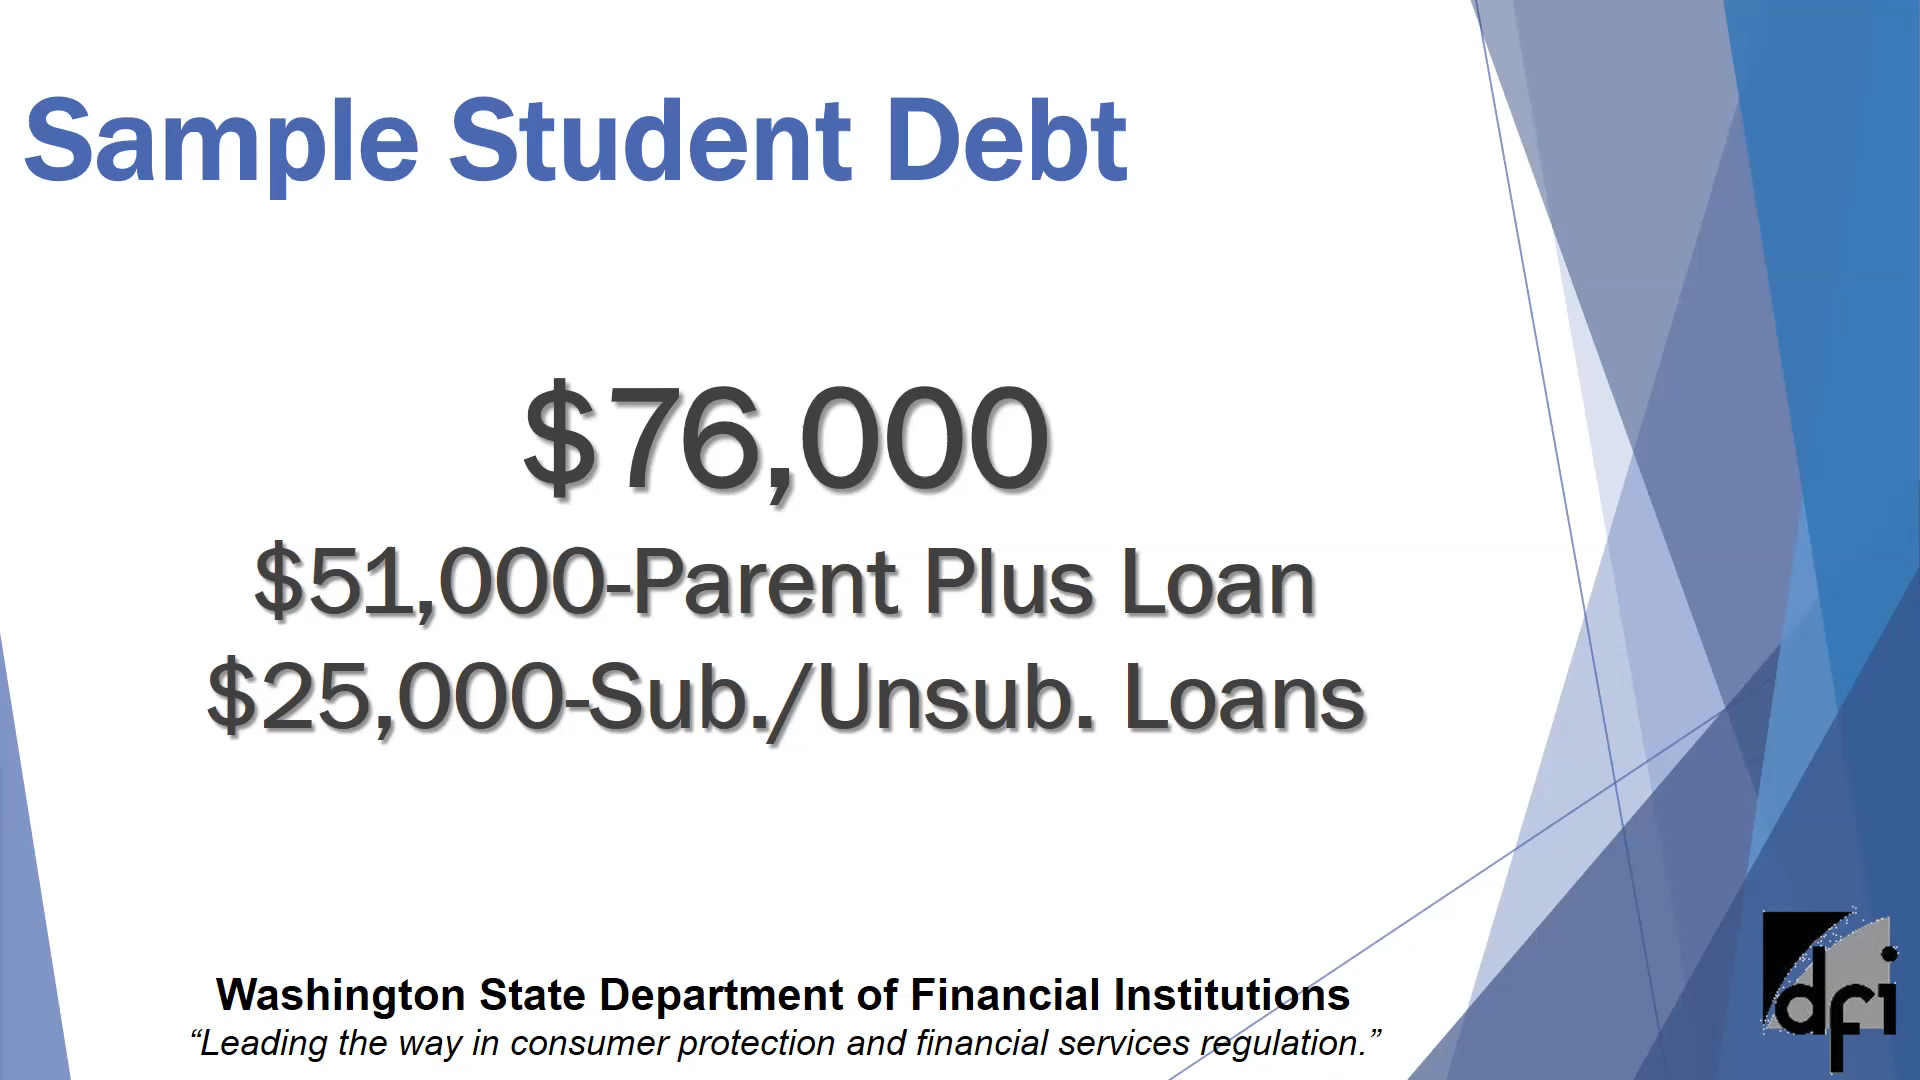 Sample Student Debt
$76,000
$51,000-Parent Plus Loan
$25,000-Sub./Unsub. Loans
Washington State Department of Financial Institutions
“Leading the way in consumer protection and financial services regulation.”
dfi